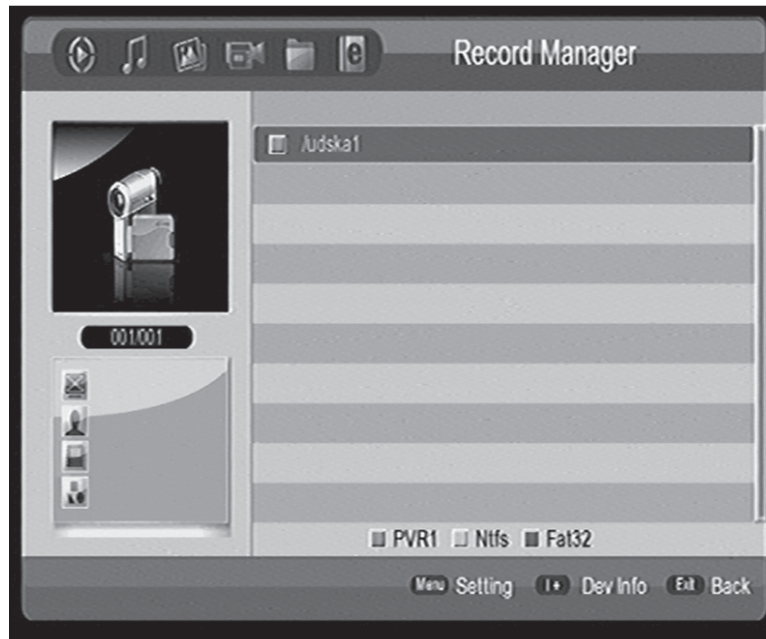 Record Manager
/udska1
001/001
PVR1 Ntfs Fat32
Menu Setting I+ Dev Info Exit Back